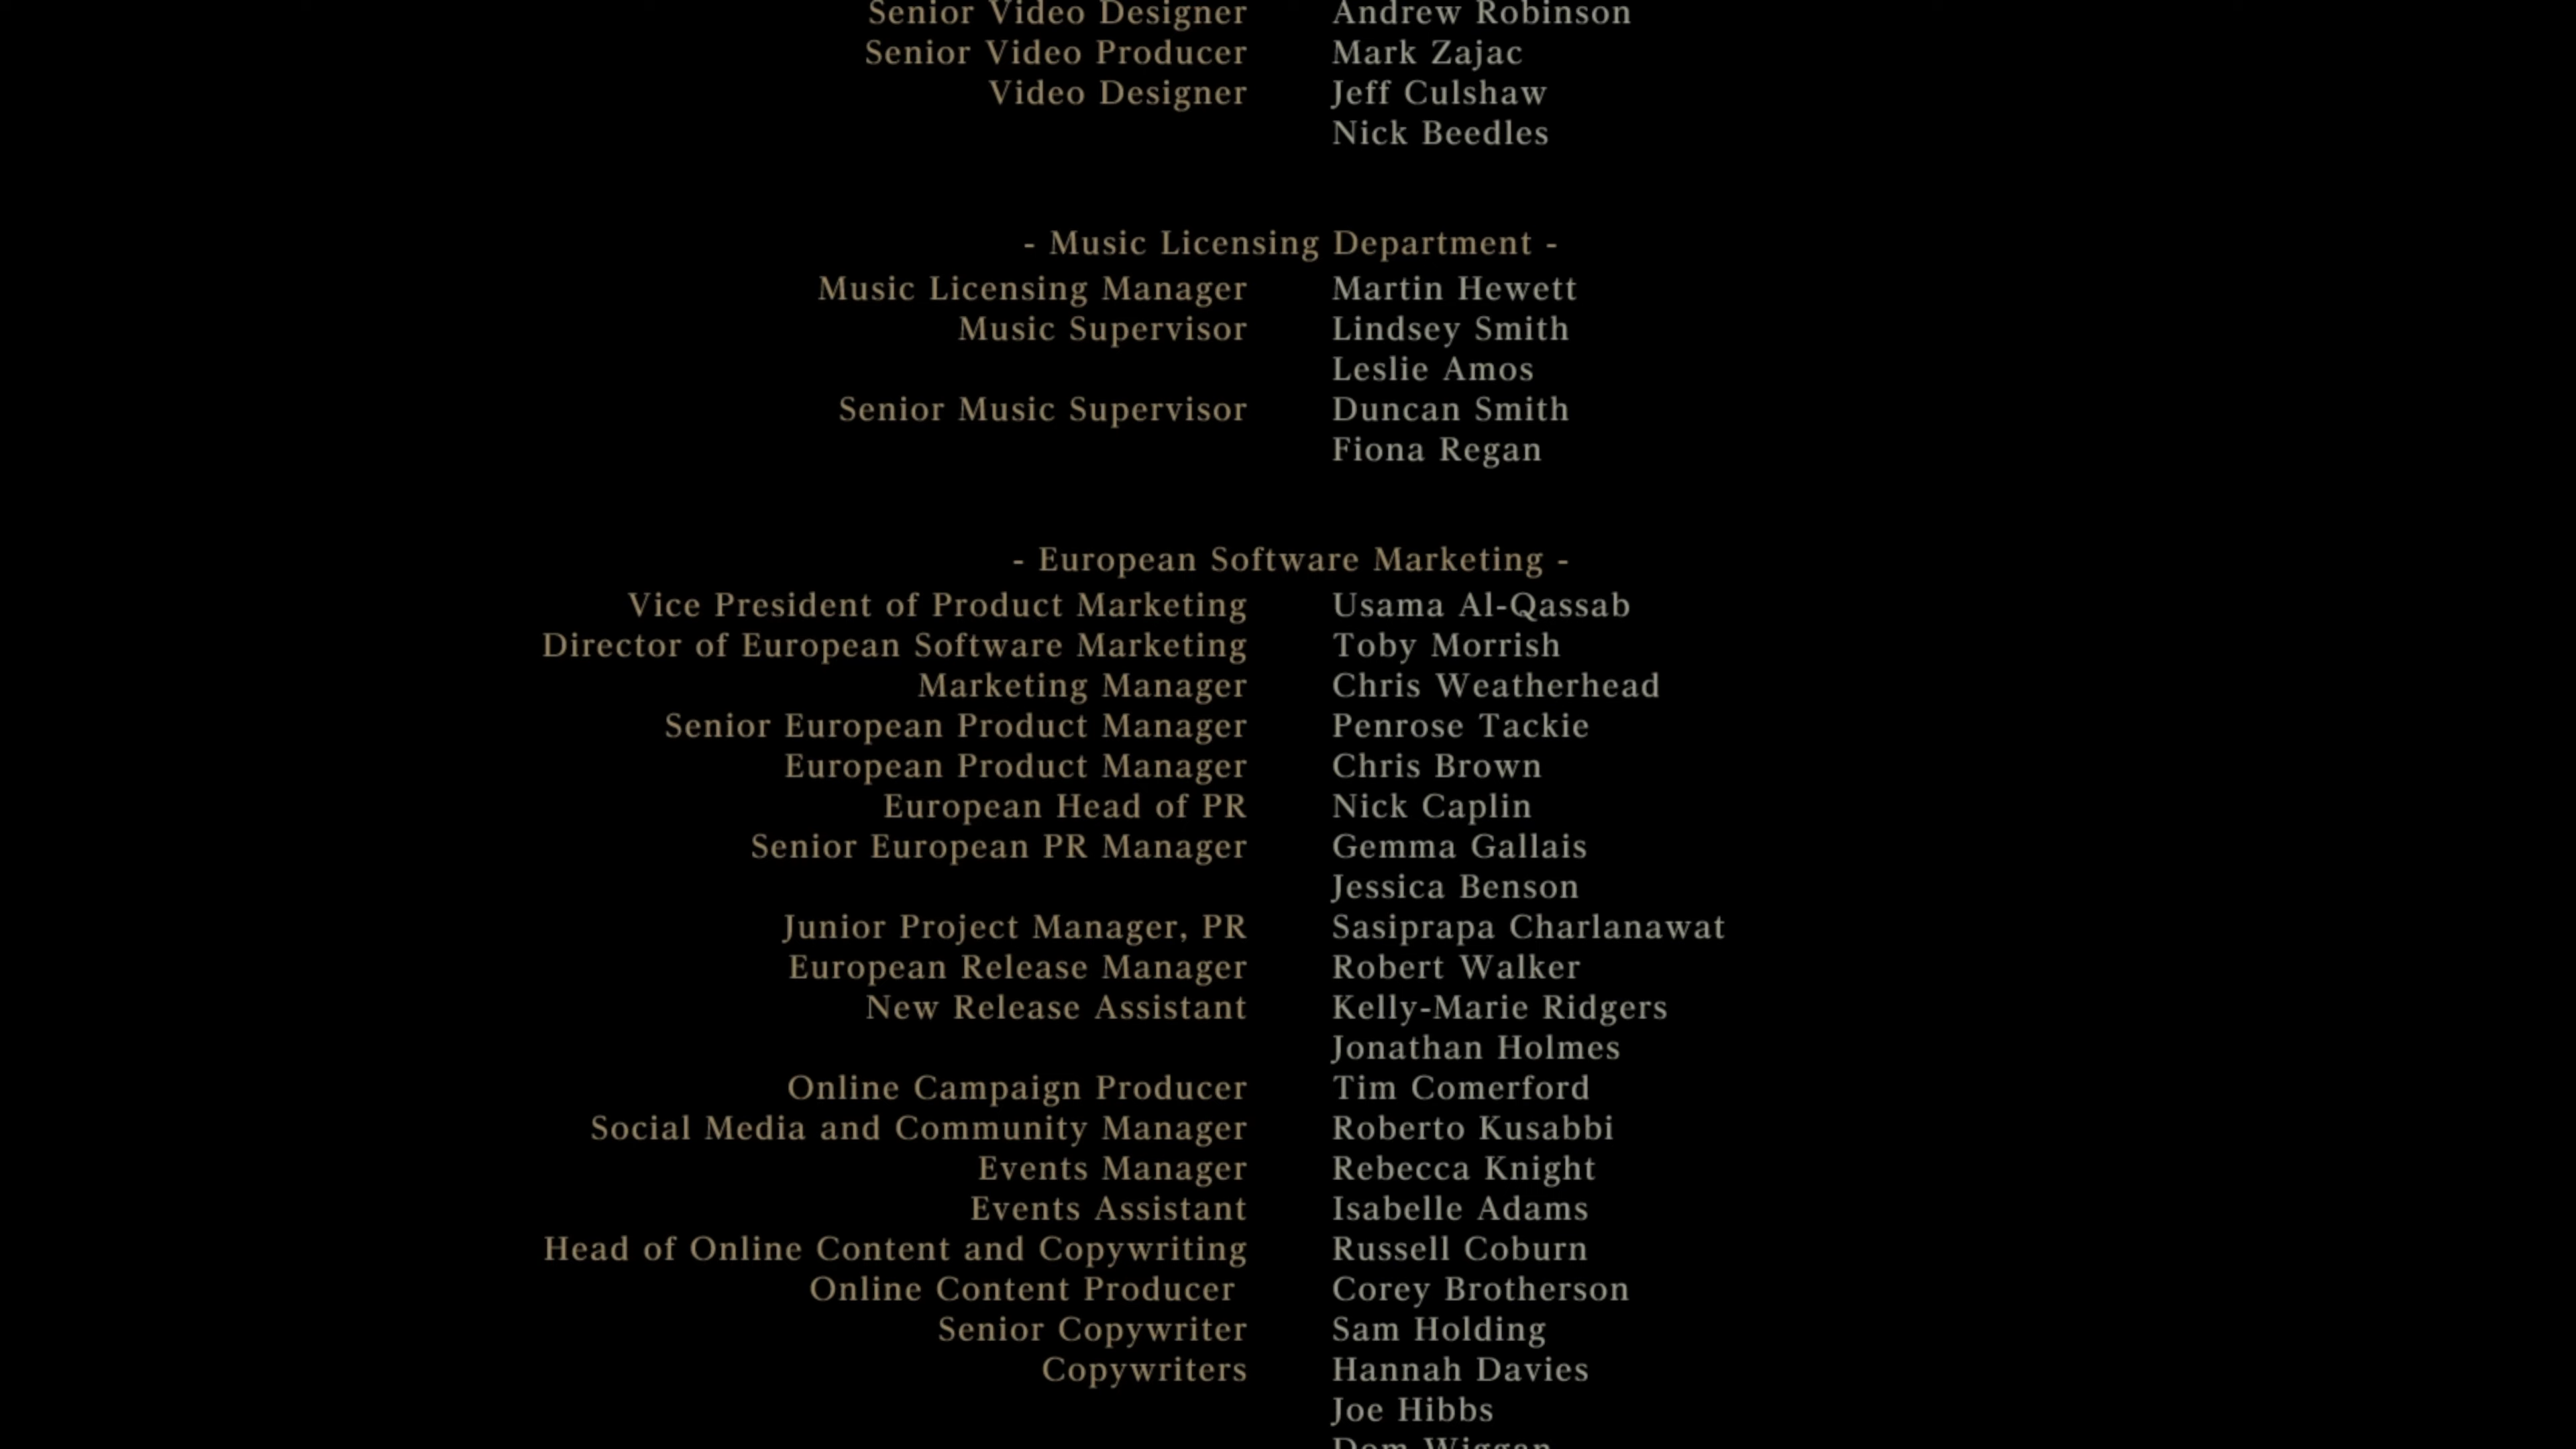 Senior Video Designer Andrew Robinson
Senior Video Producer Mark Zajac
Video Designer Jeff Culshaw
Nick Beedles
- Music Licensing Department -
Music Licensing Manager Martin Hewett
Music Supervisor Lindsey Smith
Leslie Amos
Senior Music Supervisor Duncan Smith
Fiona Regan
- European Software Marketing -
Vice President of Product Marketing Usama Al-Qassab
Director of European Software Marketing Toby Morrish
Marketing Manager Chris Weatherhead
Senior European Product Manager Penrose Tackie
European Product Manager Chris Brown
European Head of PR Nick Caplin
Senior European PR Manager Gemma Gallais
Jessica Benson
Junior Project Manager, PR Sasiprapa Charlanawat
European Release Manager Robert Walker
New Release Assistant Kelly-Marie Ridgers
Jonathan Holmes
Online Campaign Producer Tim Comerford
Social Media and Community Manager Roberto Kusabbi
Events Manager Rebecca Knight
Events Assistant Isabelle Adams
Head of Online Content and Copywriting Russell Coburn
Online Content Producer Corey Brotherson
Senior Copywriter Sam Holding
Copywriters Hannah Davies
Joe Hibbs
Dom Wiggan